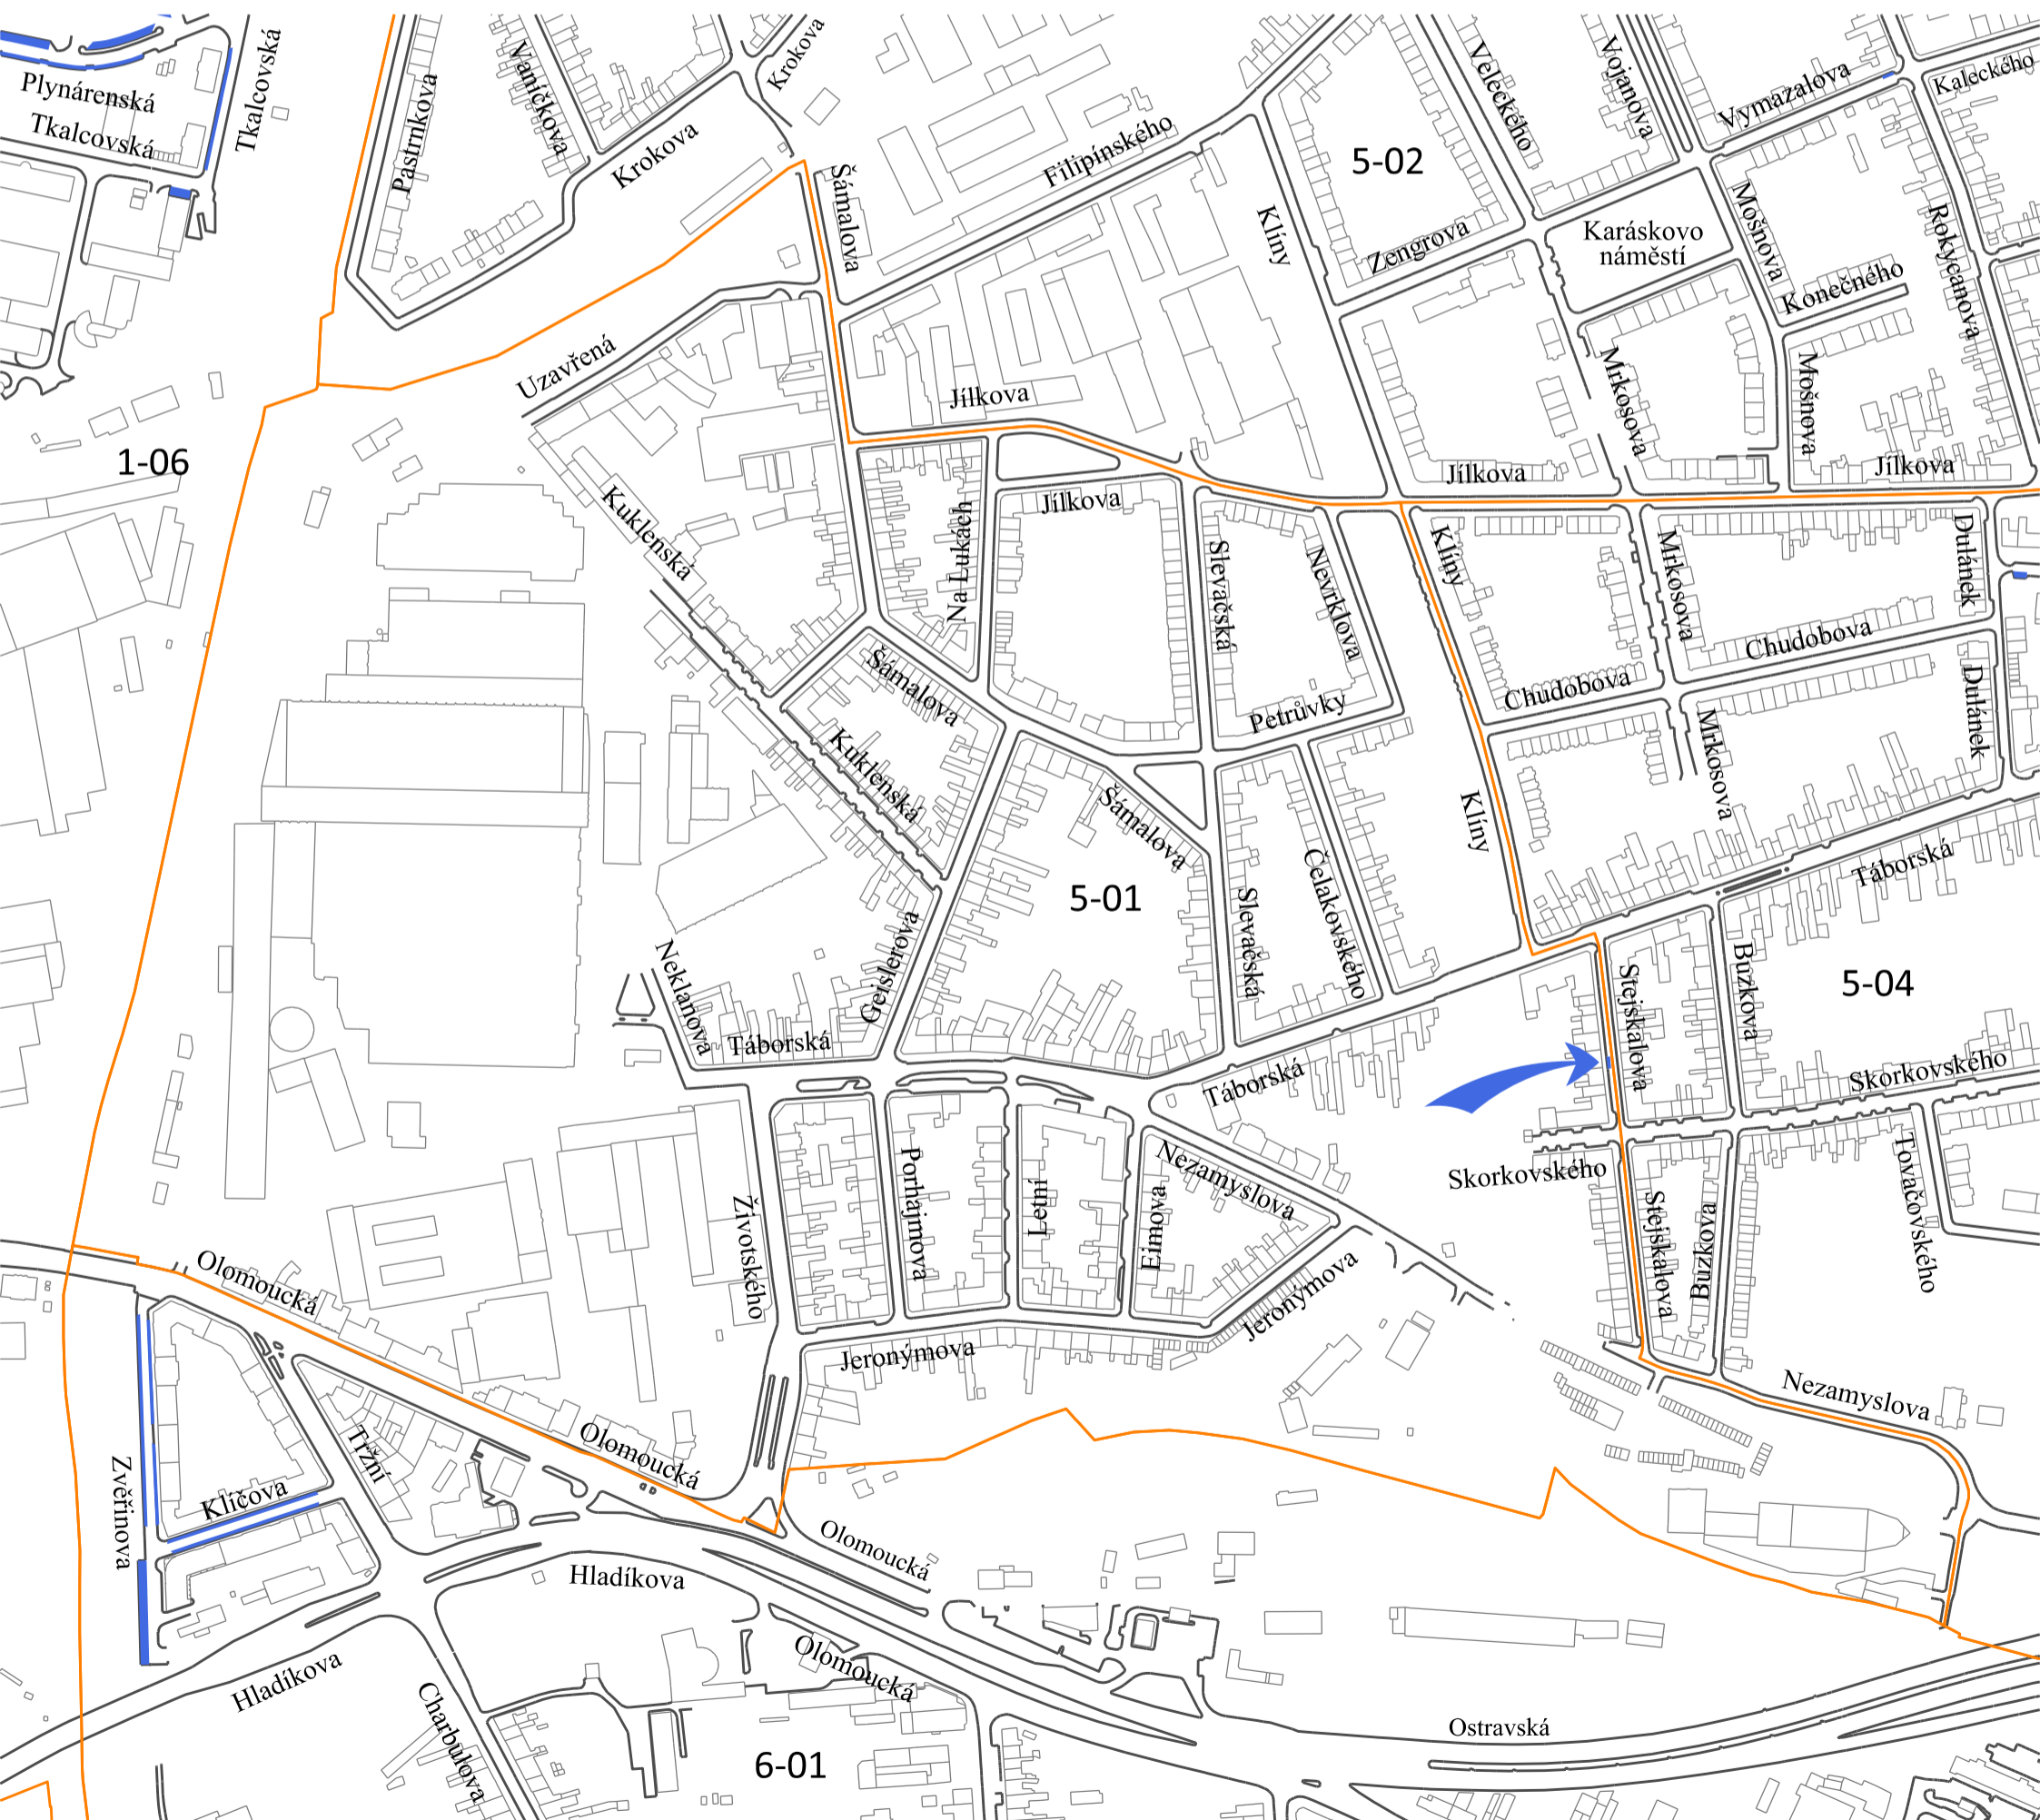 Plynárenská
Tkalcovská
Tkalcovská
Pastrnkova
Vaníčkova
Krokova
Krokova
Šámalova
Filipínského
Klíny
5-02
Zengrova
Veleckého
Vojanova
Vymazalova
Kaleckého
Karáskovo
náměstí
Mošnova
Konečného
Rokycanova
Uzavřená
Jílkova
Mrkosova
Mošnova
Jílkova
Jílkova
1-06
Kuklenská
Na Lukách
Jílkova
Slevačská
Nevrklova
Klíny
Mrkosova
Dulánek
Chudobova
Chudobova
Dulánek
Šámalova
Petrůvky
Kuklenská
Šámalova
Klíny
Mrkosova
Táborská
5-01
Čelakovského
Slevačská
Geislerova
Neklanova
Táborská
Stejskalova
Buzkova
5-04
Skorkovského
Táborská
Nezamyslova
Skorkovského
Tovačovského
Porhajmova
Letní
Eimova
Životského
Stejskalova
Buzkova
Olomoucká
Jeronýmova
Jeronýmova
Nezamyslova
Tržní
Olomoucká
Klíčova
Zvěřinova
Olomoucká
Hladíkova
Olomoucká
Hladíkova
Charbulova
6-01
Ostravská